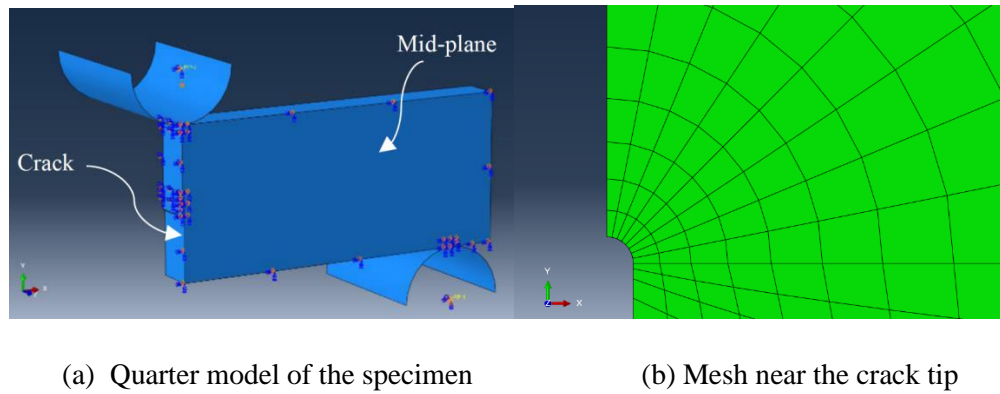 Mid-plane
Crack
Y
X
Y
Z
X
(a) Quarter model of the specimen
(b) Mesh near the crack tip